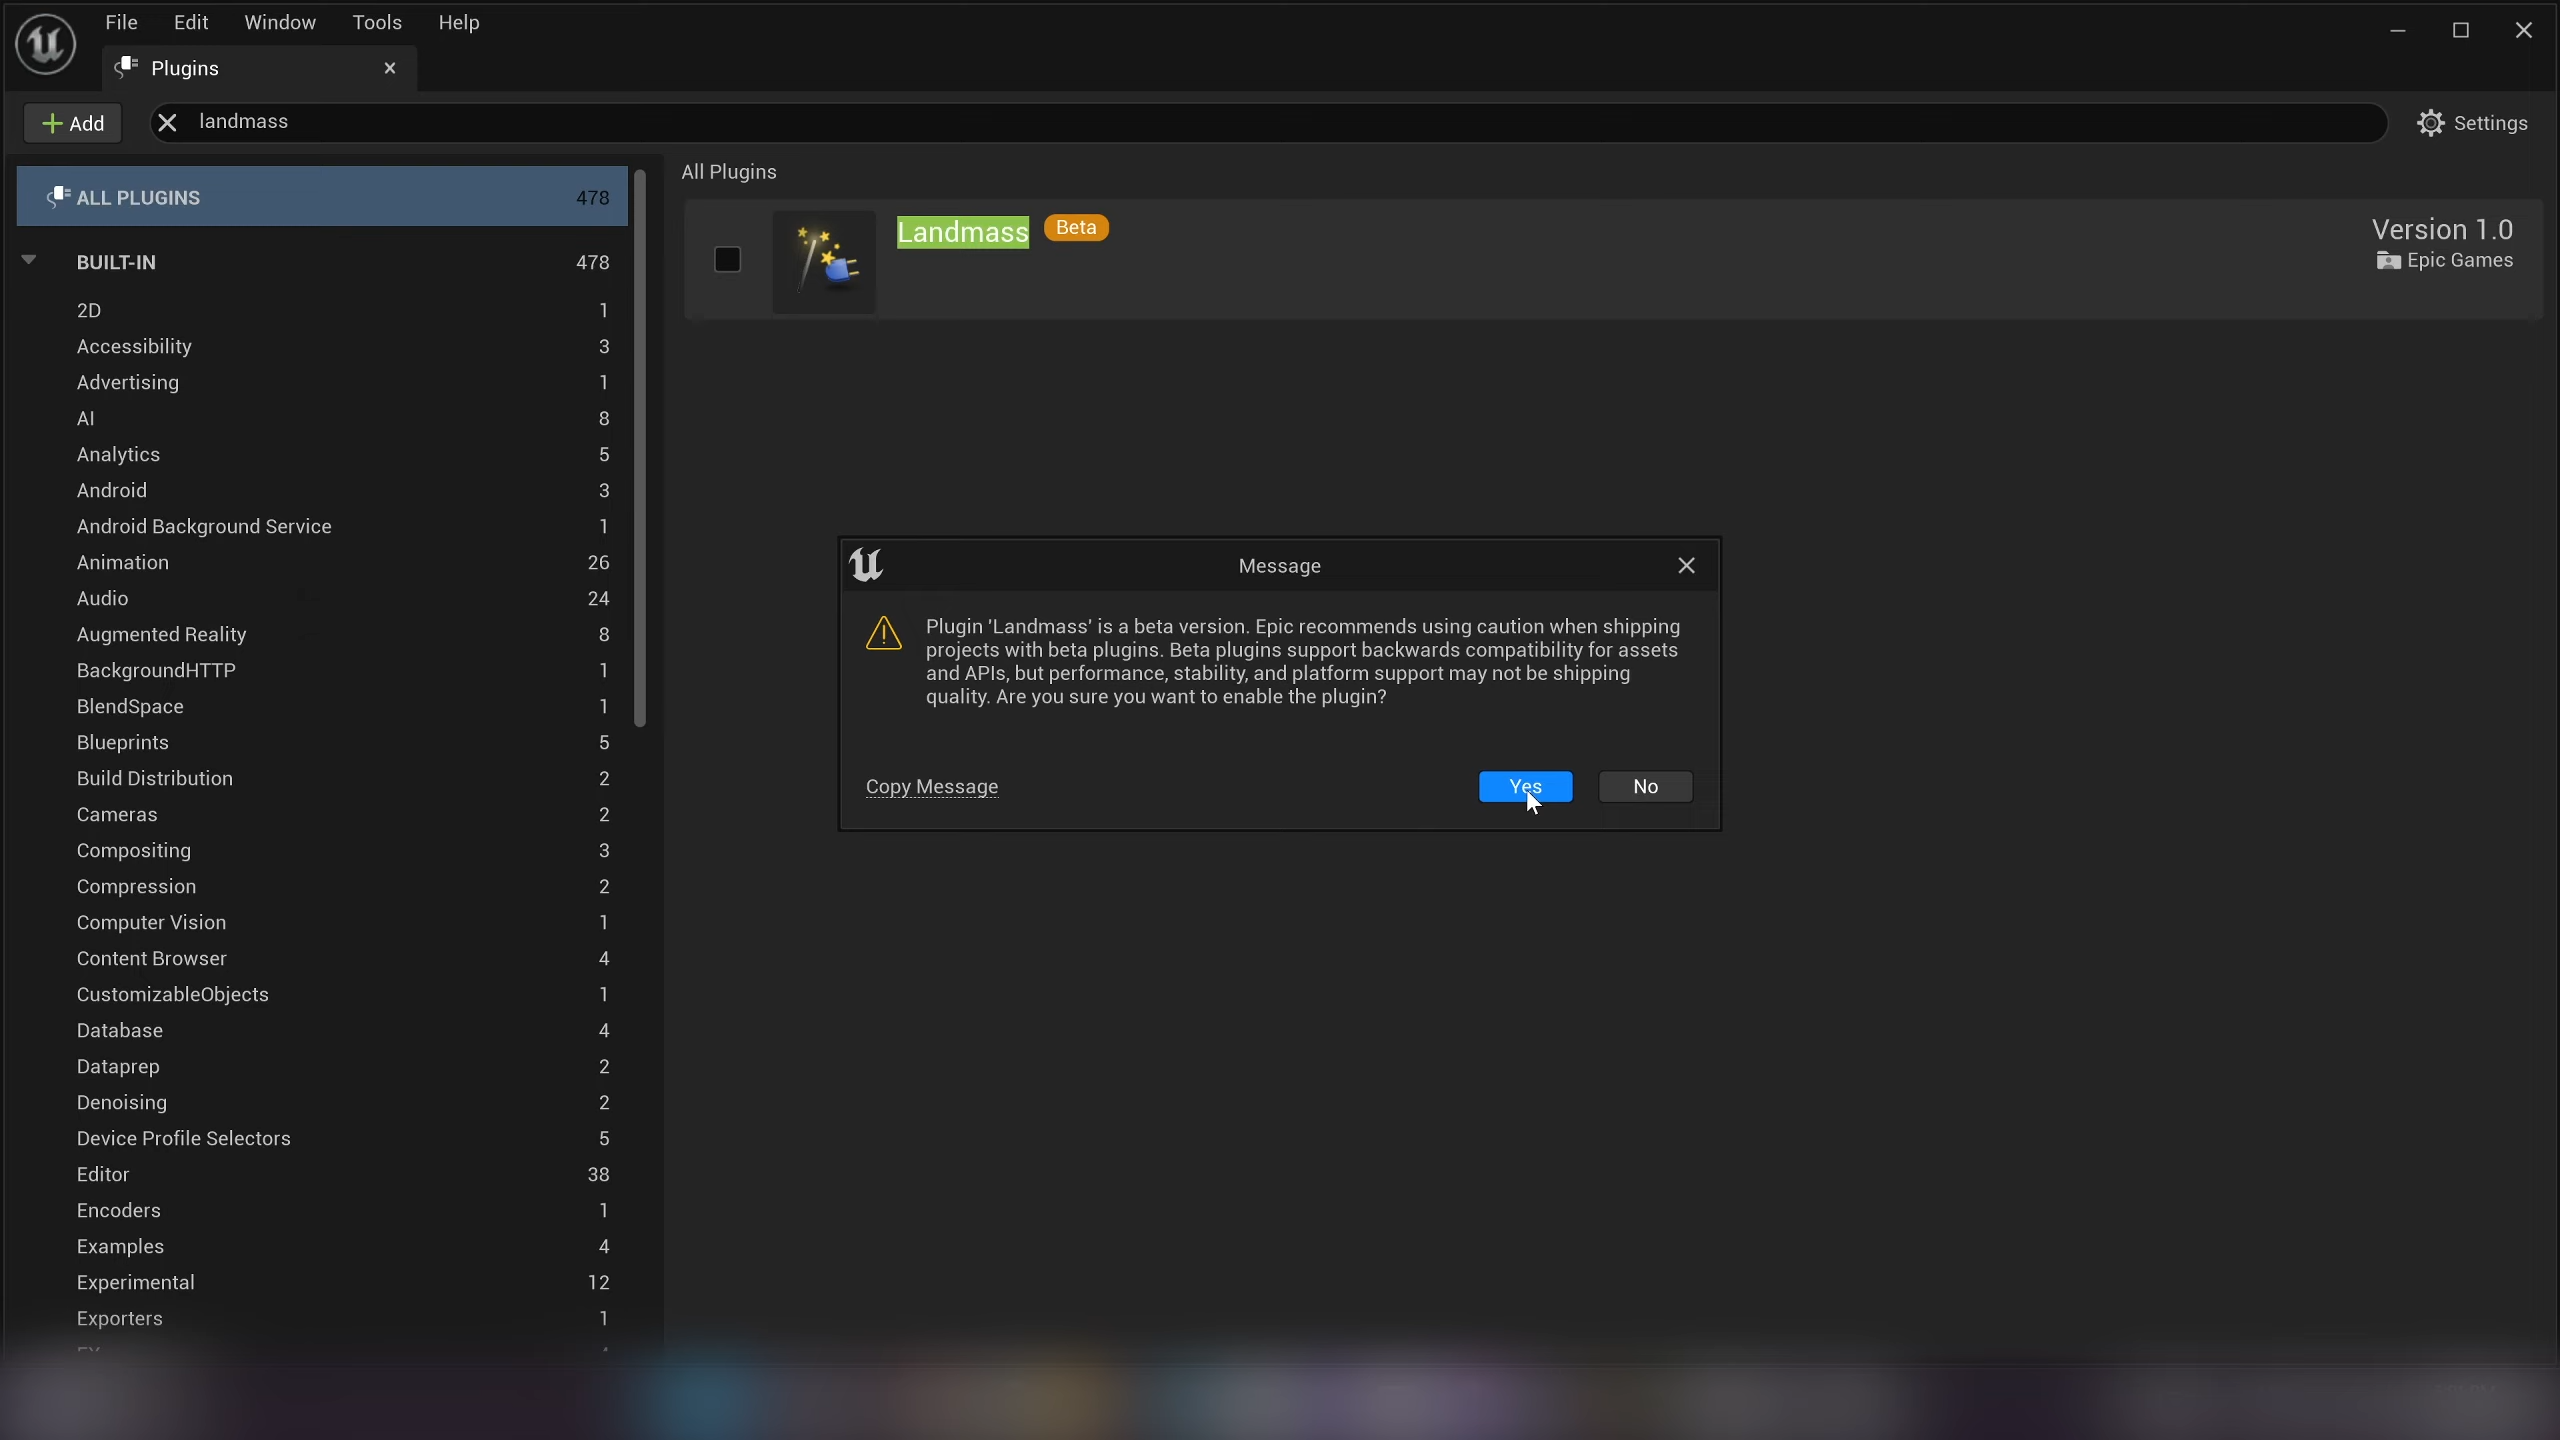 File Edit Window Tools Help
Plugins
Add landmass Settings
ALL PLUGINS 478
BUILT-IN 478
2D 1
Accessibility 3
Advertising 1
AI 8
Analytics 5
Android 3
Android Background Service 1
Animation 26
Audio 24
Augmented Reality 8
BackgroundHTTP 1
BlendSpace 1
Blueprints 5
Build Distribution 2
Cameras 2
Compositing 3
Compression 2
Computer Vision 1
Content Browser 4
CustomizableObjects 1
Database 4
Dataprep 2
Denoising 2
Device Profile Selectors 5
Editor 38
Encoders 1
Examples 4
Experimental 12
Exporters 1
All Plugins
Landmass Beta
Version 1.0
Epic Games
Message
Plugin 'Landmass' is a beta version. Epic recommends using caution when shipping
projects with beta plugins. Beta plugins support backwards compatibility for assets
and APIs, but performance, stability, and platform support may not be shipping
quality. Are you sure you want to enable the plugin?
Copy Message Yes No